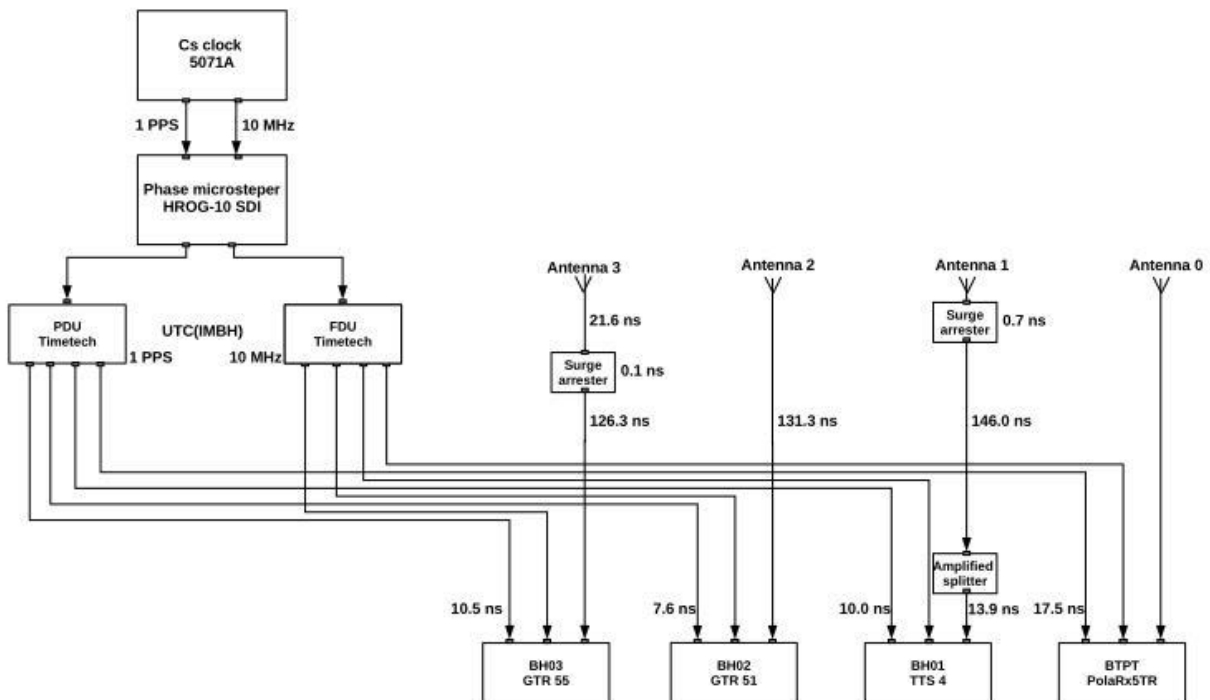 Cs clock
5071A
1 PPS
10 MHz
Phase microsteper
HROG-10 SDI
Antenna 3
Antenna 2
Antenna 1
Antenna 0
PDU
Timetech
UTC(IMBH)
FDU
Timetech
1 PPS
10 MHz
21.6 ns
Surge
arrester
0.7 ns
Surge
arrester
0.1 ns
126.3 ns
131.3 ns
146.0 ns
Amplified
splitter
10.5 ns
7.6 ns
10.0 ns
13.9 ns
17.5 ns
BH03
GTR 55
BH02
GTR 51
BH01
TTS 4
BTPT
PolaRx5TR